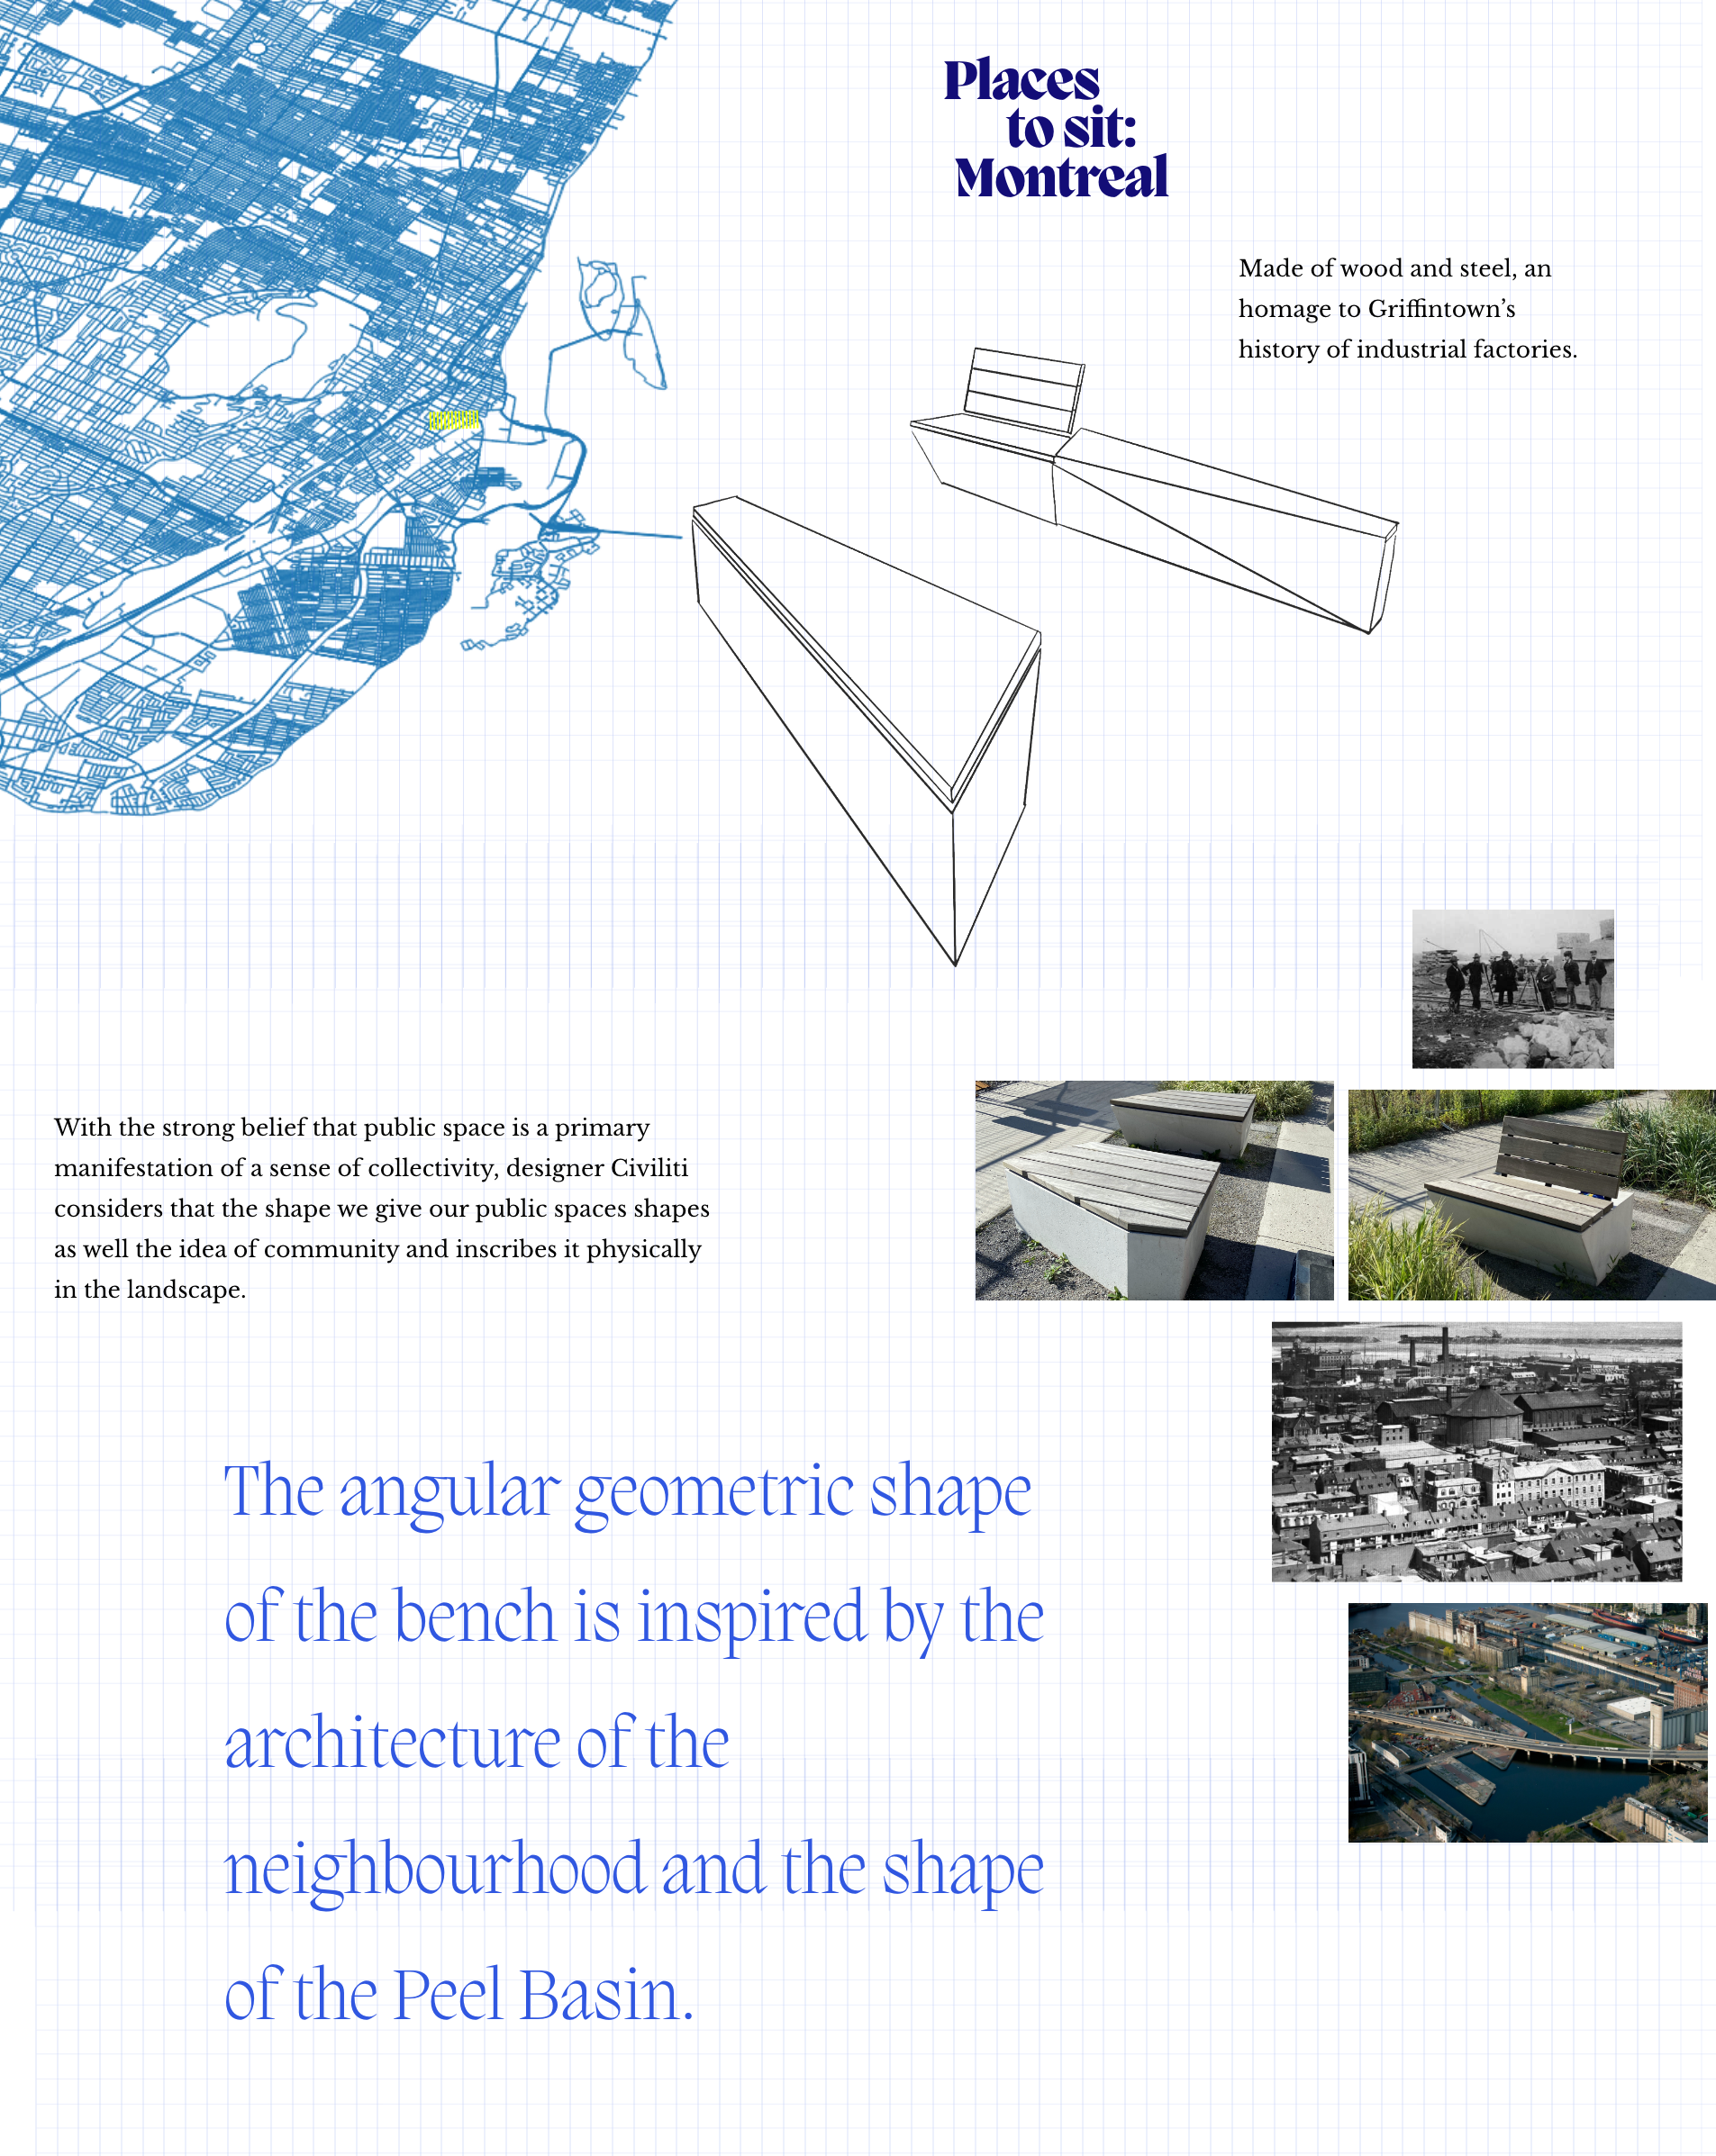 Places
to sit:
Montreal
Made of wood and steel, an
homage to Griffintown’s
history of industrial factories.
With the strong belief that public space is a primary
manifestation of a sense of collectivity, designer Civiliti
considers that the shape we give our public spaces shapes
as well the idea of community and inscribes it physically
in the landscape.
The angular geometric shape
of the bench is inspired by the
architecture of the
neighbourhood and the shape
of the Peel Basin.